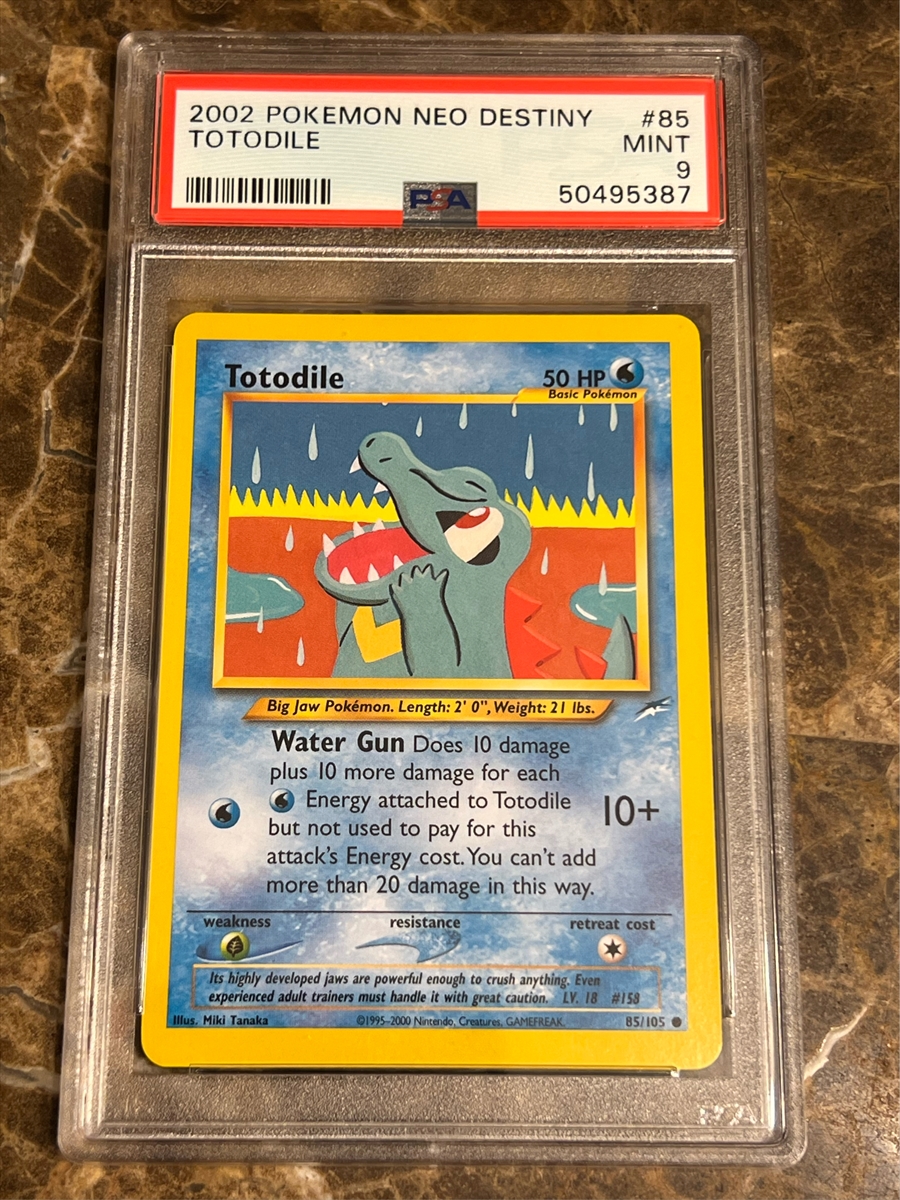 2002 POKEMON NEO DESTINY #85
TOTODILE MINT
9
50495387
PSA
Totodile 50 HP
Basic Pokémon
Big Jaw Pokémon. Length: 2' 0", Weight: 21 lbs.
Water Gun Does 10 damage
plus 10 more damage for each
Energy attached to Totodile
but not used to pay for this
attack's Energy cost. You can't add
more than 20 damage in this way.
10+
weakness resistance retreat cost
Its highly developed jaws are powerful enough to crush anything. Even
experienced adult trainers must handle it with great caution. LV. 18 #158
Illus. Miki Tanaka ©1995–2000 Nintendo, Creatures, GAMEFREAK. 85/105
PSA